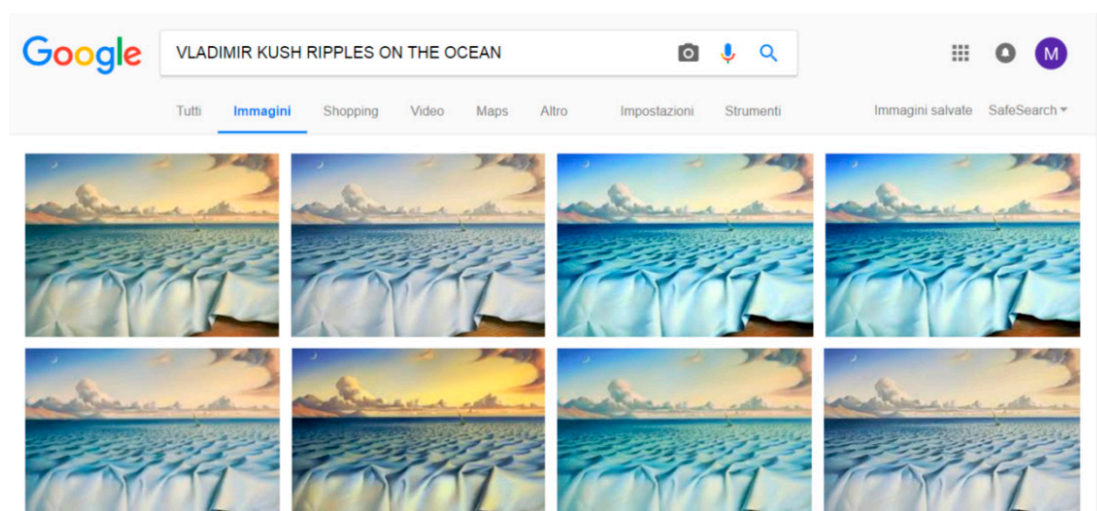 Google VLADIMIR KUSH RIPPLES ON THE OCEAN M
Tutti Immagini Shopping Video Maps Altro Impostazioni Strumenti Immagini salvate SafeSearch